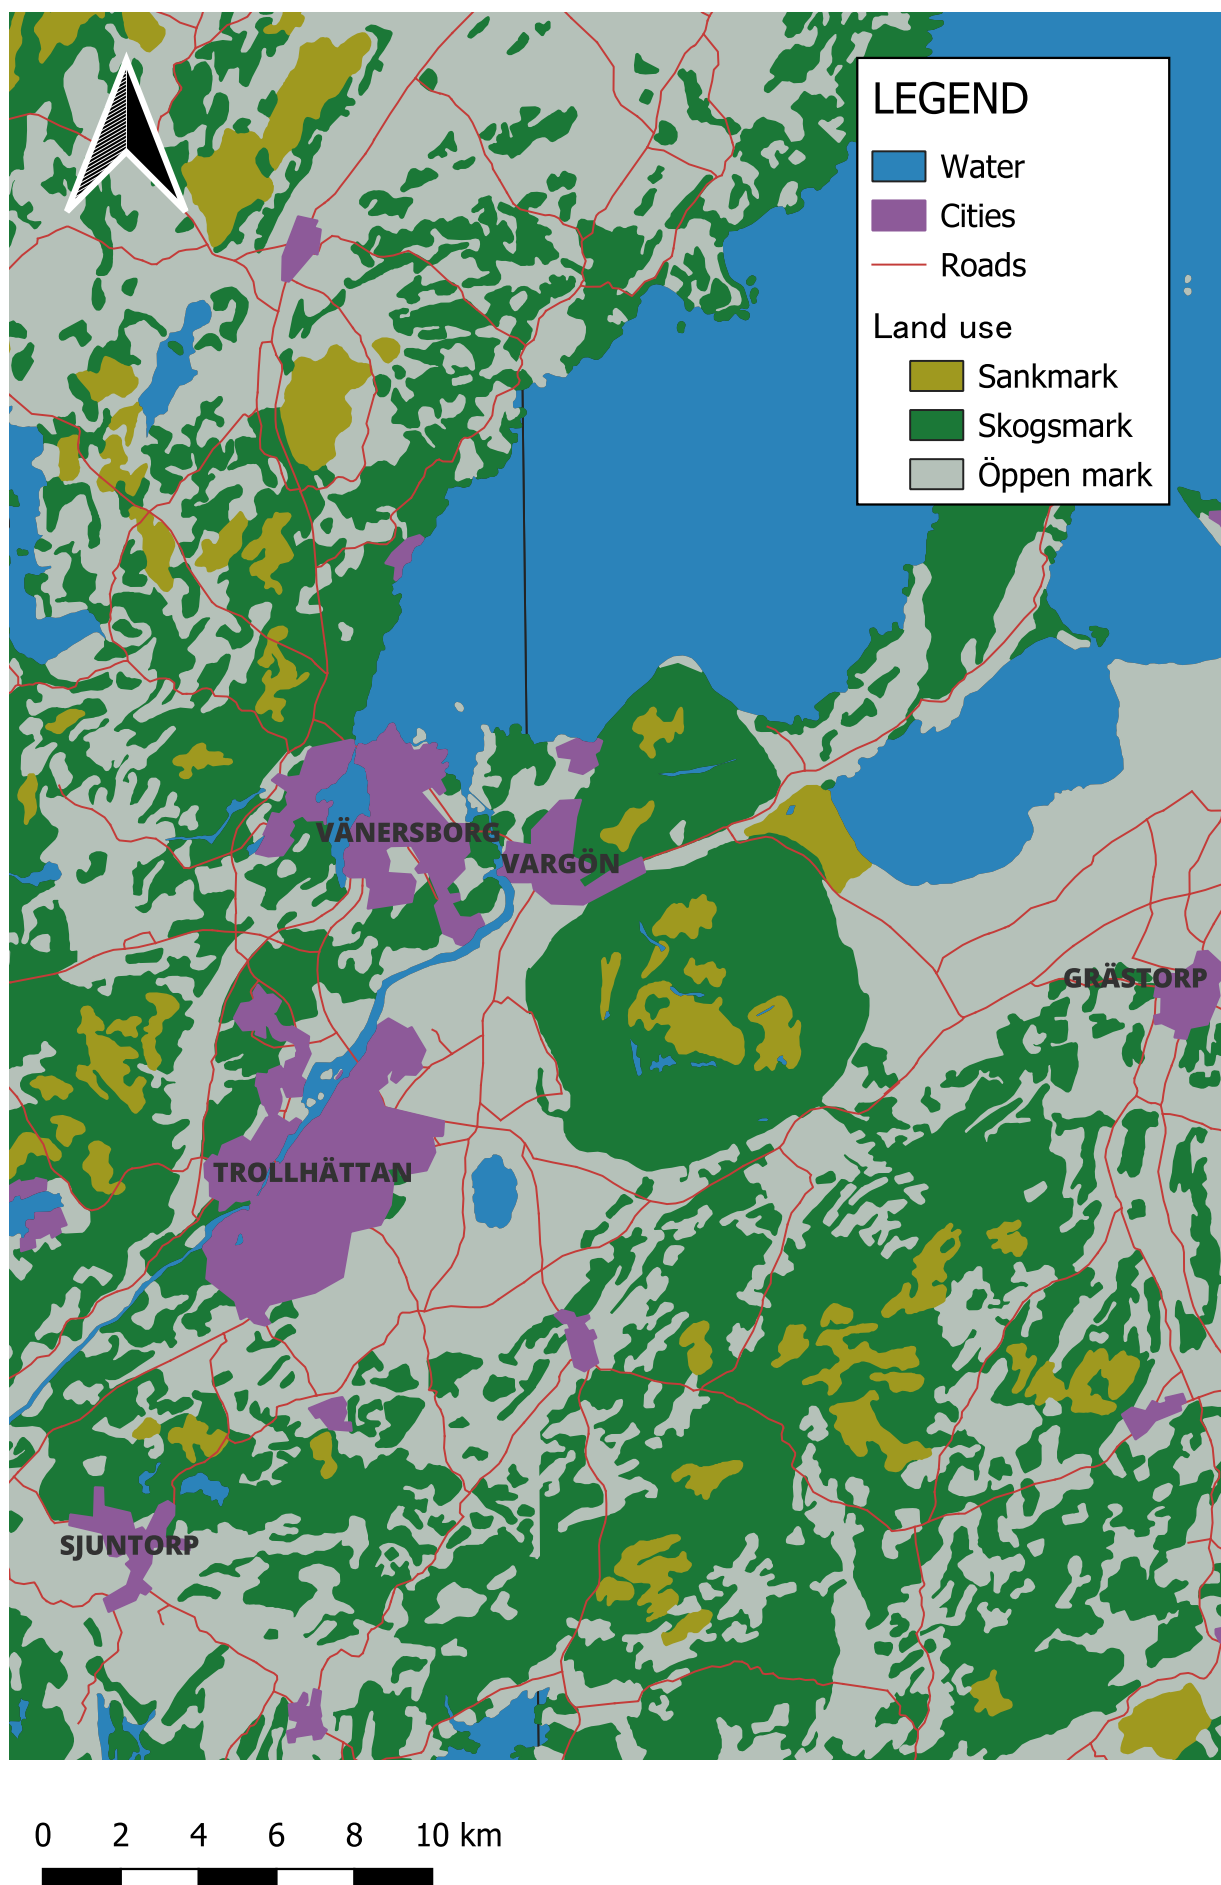 LEGEND
Water
Cities
Roads
Land use
Sankmark
Skogsmark
Öppen mark
VÄNERSBORG
VARGÖN
GRÄSTORP
TROLLHÄTTAN
SJUNTORP
0 2 4 6 8 10 km